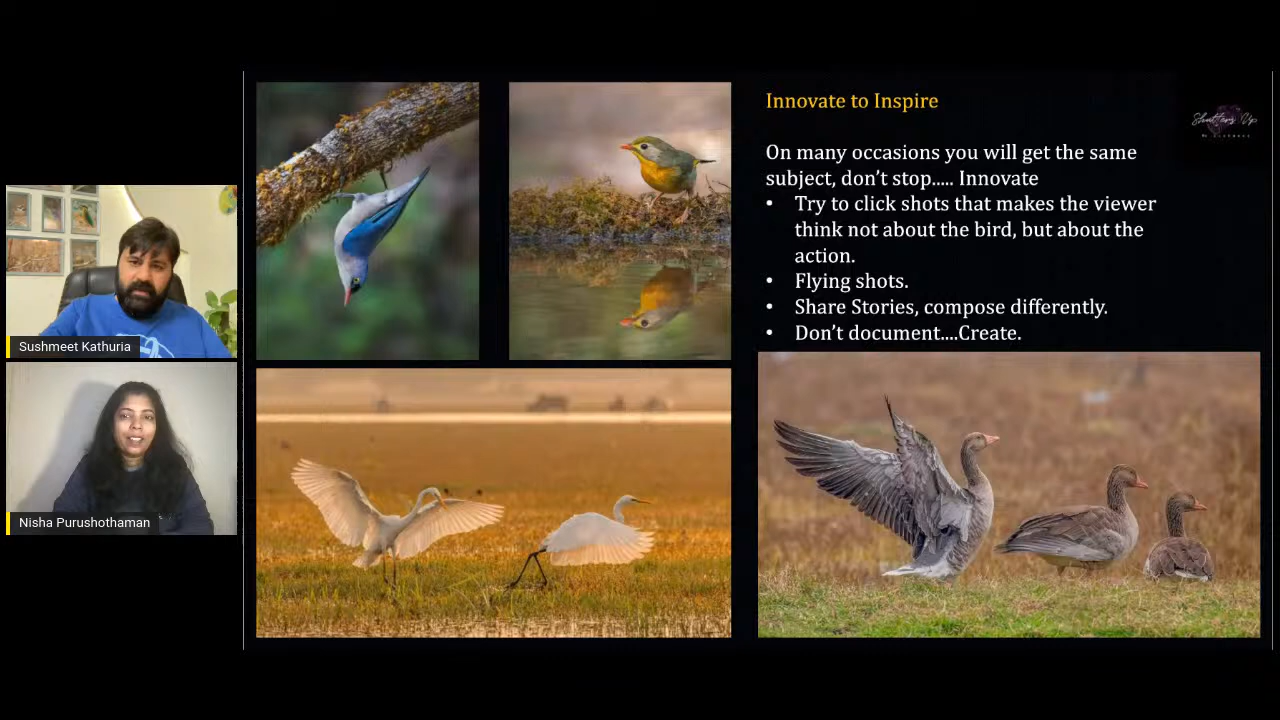 Innovate to Inspire
On many occasions you will get the same
subject, don't stop..... Innovate
• Try to click shots that makes the viewer
think not about the bird, but about the
action.
• Flying shots.
• Share Stories, compose differently.
• Don't document....Create.
Shutters Up
Sushmeet Kathuria
Nisha Purushothaman